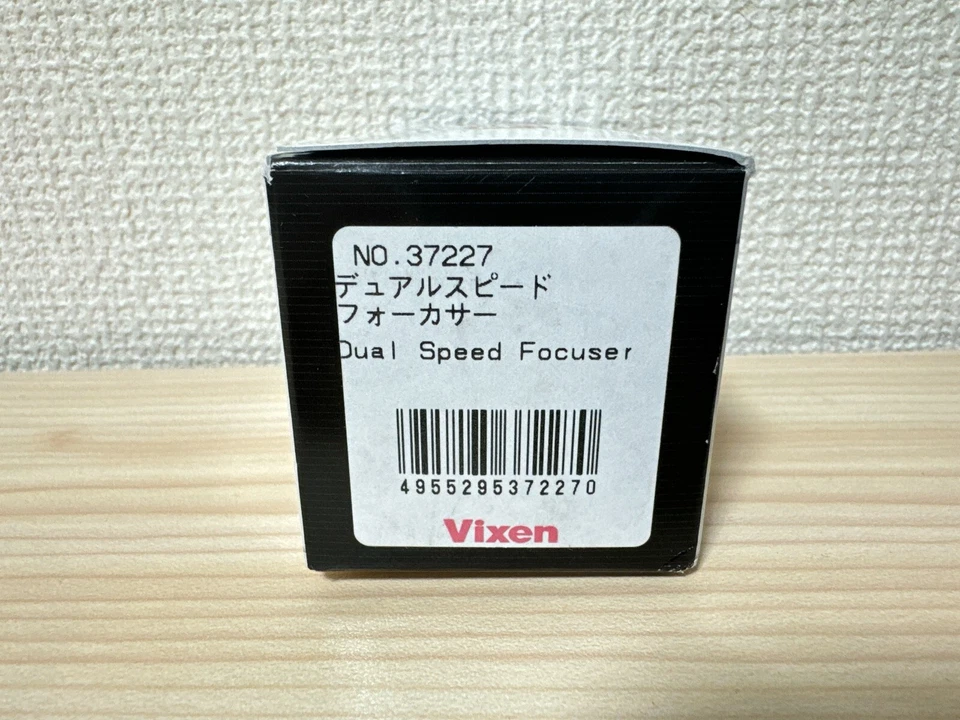 NO.37227
デュアルスピード
フォーカサー
Dual Speed Focuser
4955295372270
Vixen